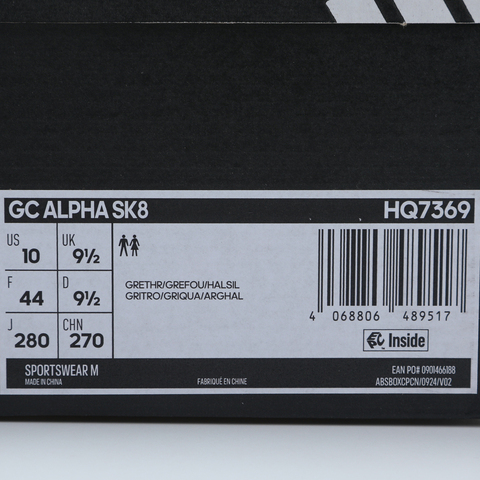 GC ALPHA SK8 HQ7369
US 10 UK 9½
F 44 D 9½
J 280 CHN 270
GRETHR/GREFOU/HALSIL
GRITRO/GRIQUA/ARGHAL
4 068806 489517
Inside
SPORTSWEAR M EAN PO# 0901466188
MADE IN CHINA FABRIQUÉ EN CHINE ABSBOXCPCN/0924/V02